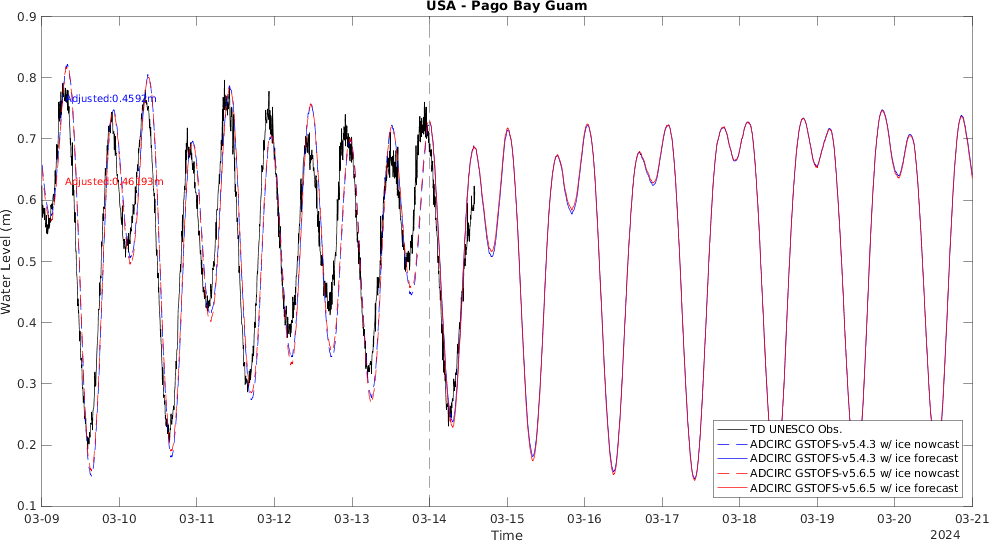 USA - Pago Bay Guam
0.9
0.8
0.7
0.6
0.5
0.4
0.3
0.2
0.1
Water Level (m)
Adjusted:0.4592m
Adjusted:0.46193m
TD UNESCO Obs.
ADCIRC GSTOFS-v5.4.3 w/ ice nowcast
ADCIRC GSTOFS-v5.4.3 w/ ice forecast
ADCIRC GSTOFS-v5.6.5 w/ ice nowcast
ADCIRC GSTOFS-v5.6.5 w/ ice forecast
03-09 03-10 03-11 03-12 03-13 03-14 03-15 03-16 03-17 03-18 03-19 03-20 03-21
Time
2024